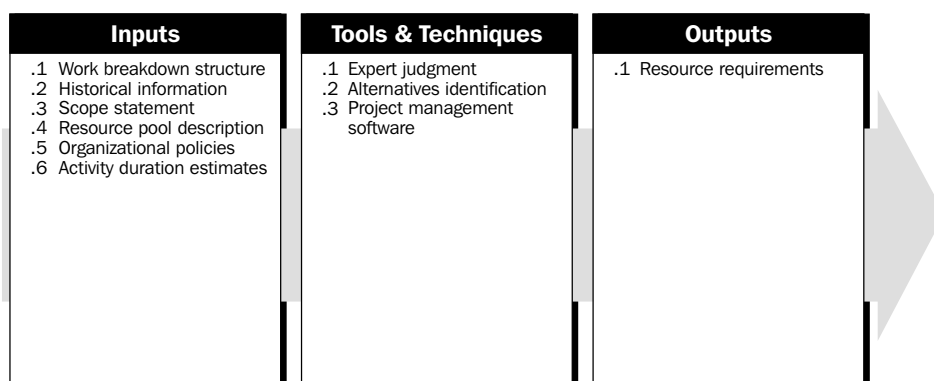 Inputs
.1 Work breakdown structure
.2 Historical information
.3 Scope statement
.4 Resource pool description
.5 Organizational policies
.6 Activity duration estimates
Tools & Techniques
.1 Expert judgment
.2 Alternatives identification
.3 Project management
software
Outputs
.1 Resource requirements